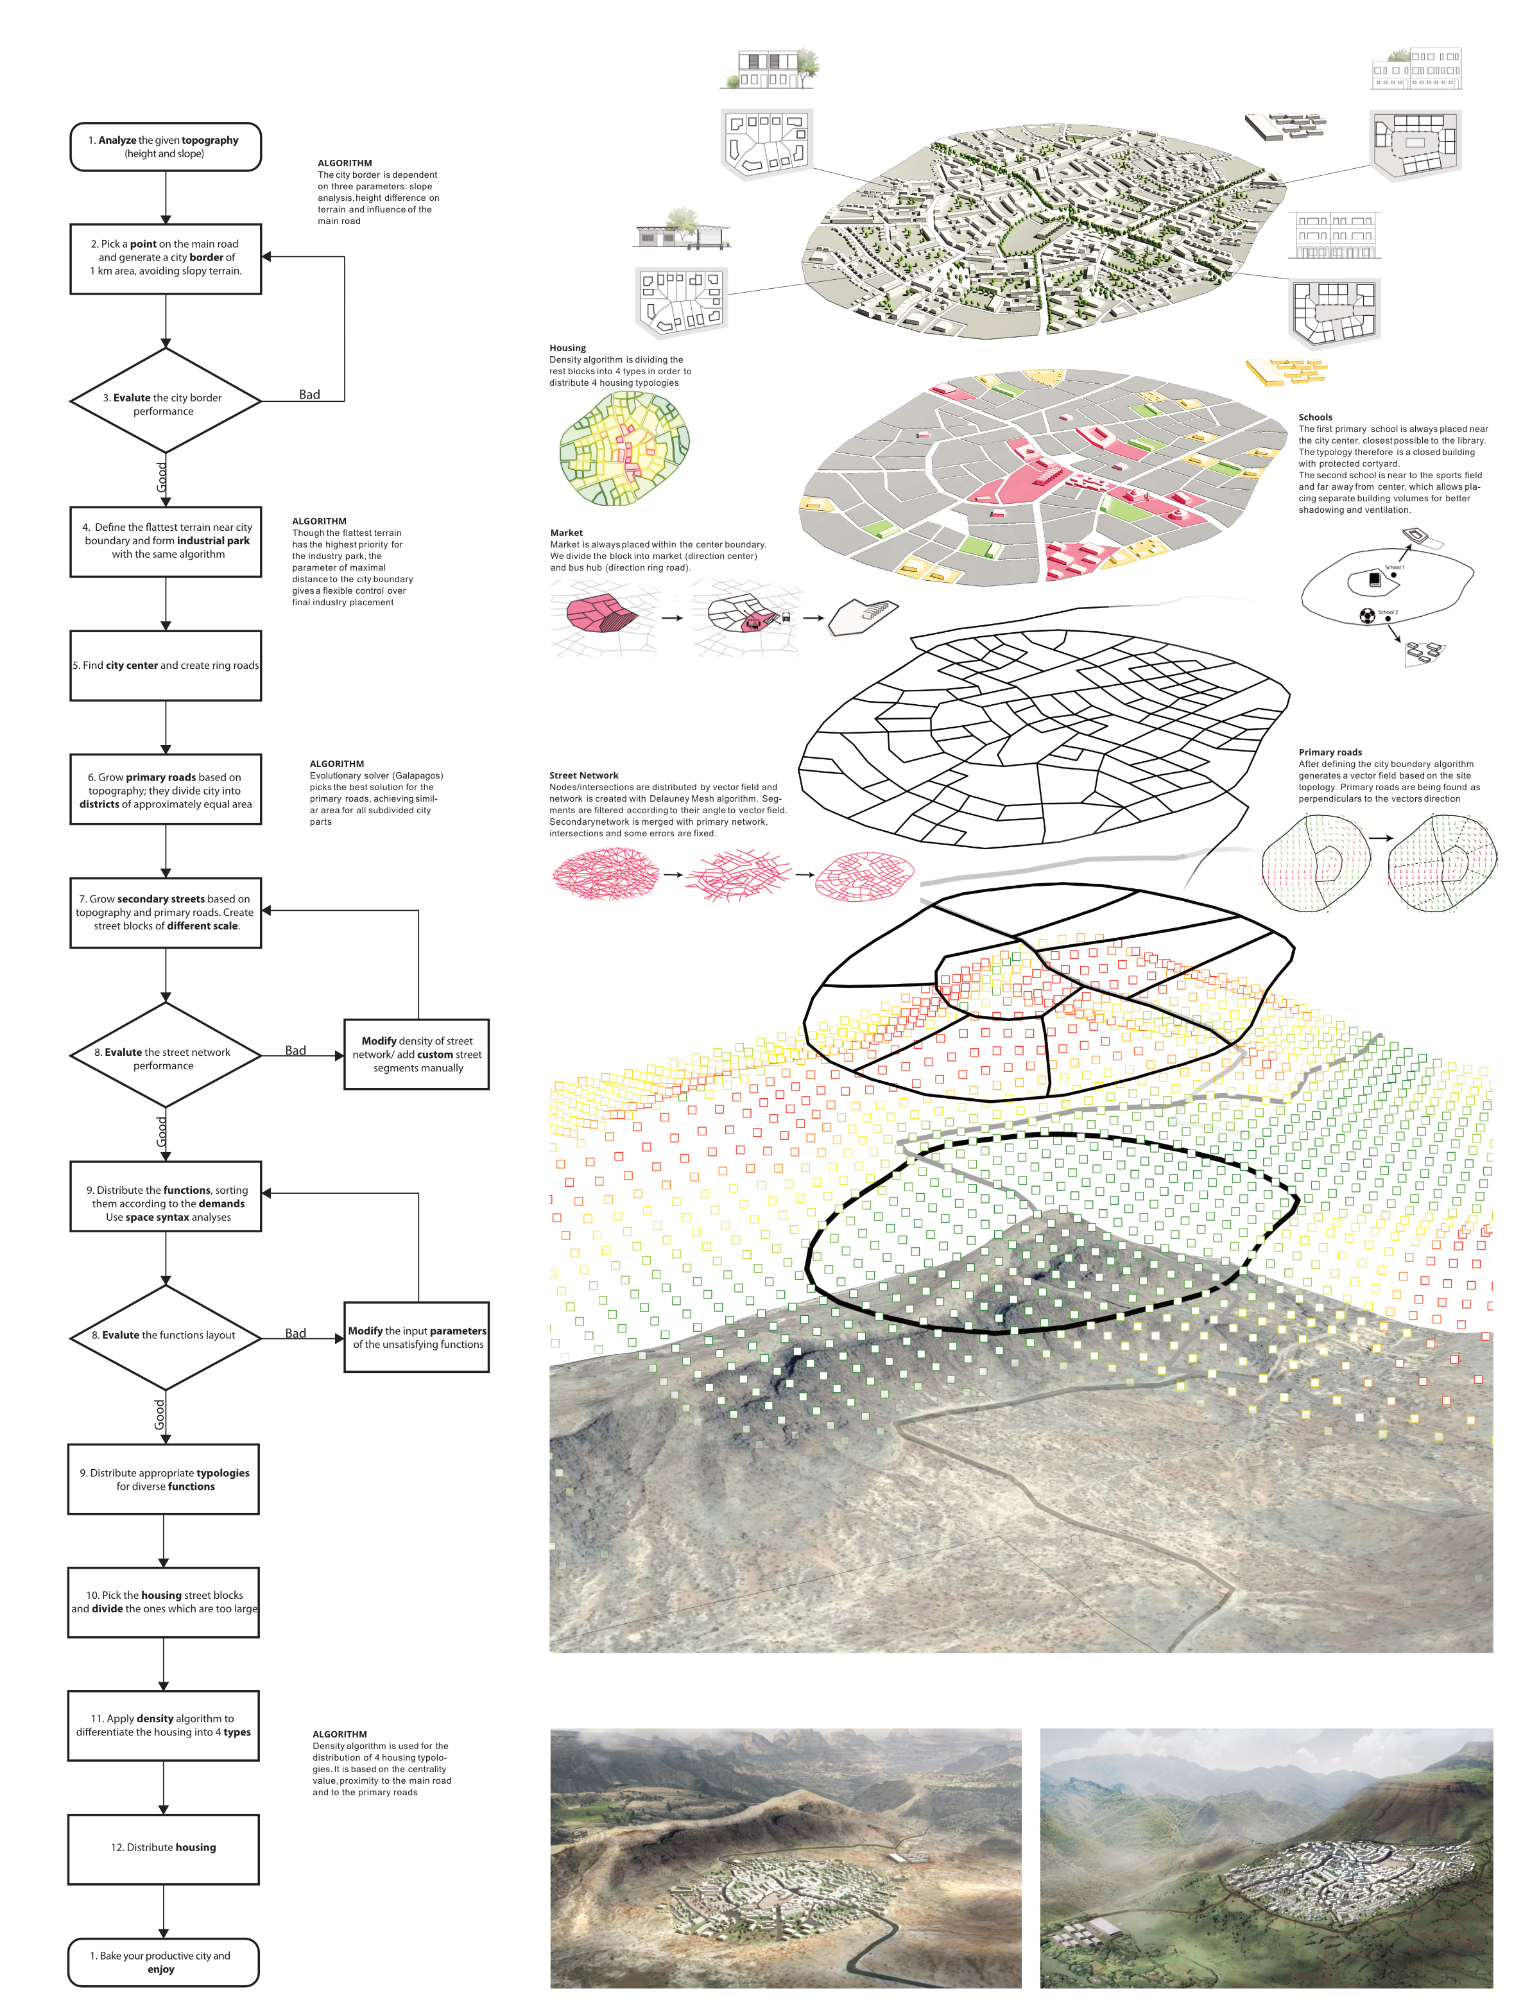 1. Analyze the given topography
(height and slope)
ALGORITHM
The city border is dependent
on three parameters: slope
analysis, height difference on
terrain and influence of the
main road
2. Pick a point on the main road
and generate a city border of
1 km area, avoiding slopy terrain.
3. Evalute the city border
performance
Bad
Good
4. Define the flattest terrain near city
boundary and form industrial park
with the same algorithm
ALGORITHM
Though the flattest terrain
has the highest priority for
the industry park, the
parameter of maximal
distance to the city boundary
gives a flexible control over
final industry placement
5. Find city center and create ring roads
6. Grow primary roads based on
topography; they divide city into
districts of approximately equal area
ALGORITHM
Evolutionary solver (Galapagos)
picks the best solution for the
primary roads, achieving simil-
ar area for all subdivided city
parts
7. Grow secondary streets based on
topography and primary roads. Create
street blocks of different scale.
8. Evalute the street network
performance
Bad
Modify density of street
network/ add custom street
segments manually
Good
9. Distribute the functions, sorting
them according to the demands
Use space syntax analyses
8. Evalute the functions layout
Bad
Modify the input parameters
of the unsatisfying functions
Good
9. Distribute appropriate typologies
for diverse functions
10. Pick the housing street blocks
and divide the ones which are too large
11. Apply density algorithm to
differentiate the housing into 4 types
ALGORITHM
Density algorithm is used for the
distribution of 4 housing typolo-
gies. It is based on the centrality
value, proximity to the main road
and to the primary roads
12. Distribute housing
1. Bake your productive city and
enjoy
Housing
Density algorithm is dividing the
rest blocks into 4 types in order to
distribute 4 housing typologies
Market
Market is always placed within the center boundary.
We divide the block into market (direction center)
and bus hub (direction ring road).
Schools
The first primary school is always placed near
the city center, closest possible to the library.
The typology therefore is a closed building
with protected cortyard.
The second school is near to the sports field
and far away from center, which allows pla-
cing separate building volumes for better
shadowing and ventilation.
School 1
School 2
Street Network
Nodes/intersections are distributed by vector field and
network is created with Delauney Mesh algorithm. Seg-
ments are filtered according to their angle to vector field.
Secondary network is merged with primary network,
intersections and some errors are fixed.
Primary roads
After defining the city boundary algorithm
generates a vector field based on the site
topology. Primary roads are being found as
perpendiculars to the vectors direction